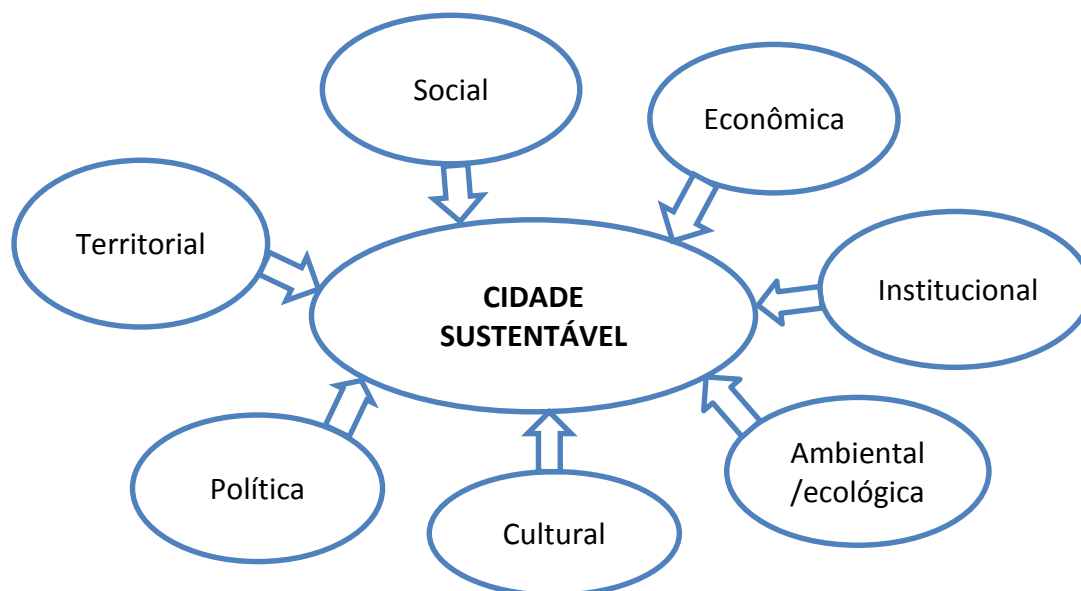 Social
Econômica
Territorial
CIDADE
SUSTENTÁVEL
Institucional
Política
Cultural
Ambiental
/ecológica